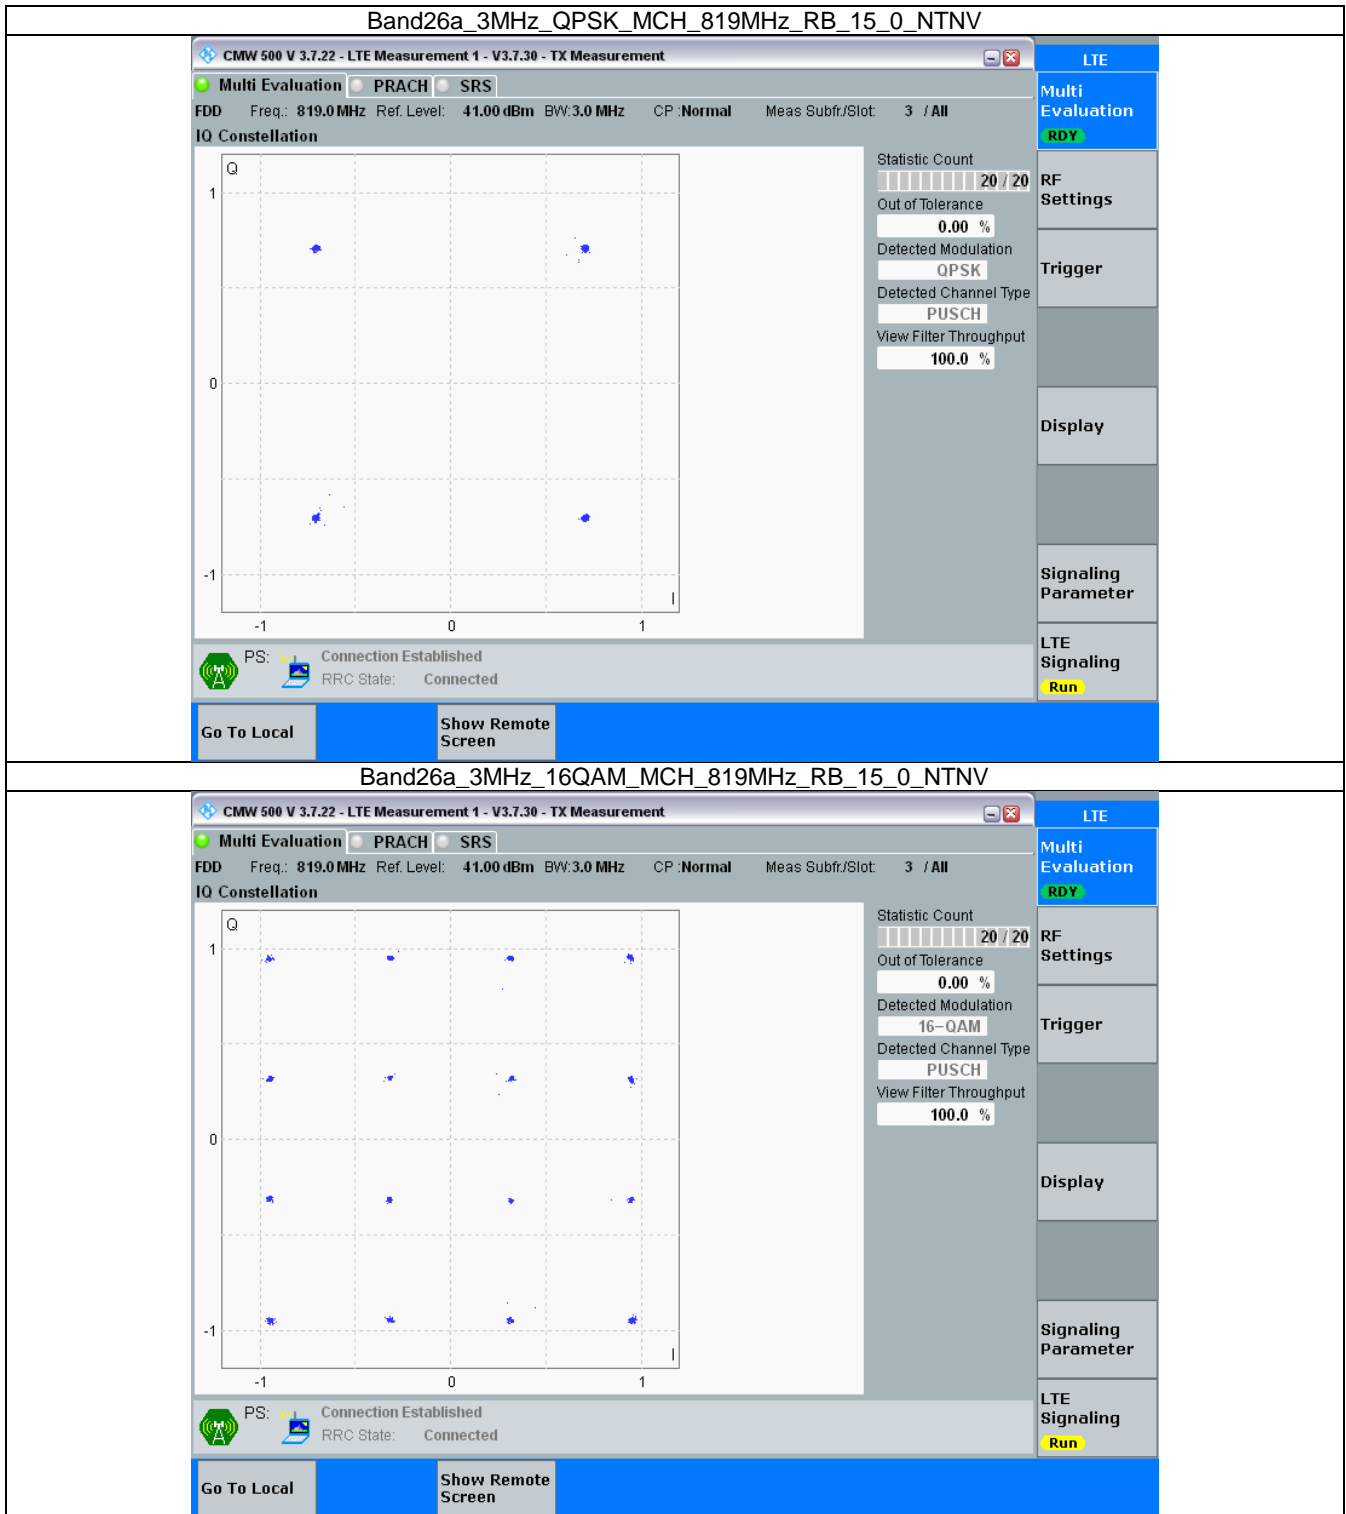 Band26a_3MHz_QPSK_MCH_819MHz_RB_15_0_NTNV
CMW 500 V 3.7.22 - LTE Measurement 1 - V3.7.30 - TX Measurement
LTE
Multi Evaluation PRACH SRS
Multi
Evaluation
RDY
FDD Freq.: 819.0 MHz Ref. Level: 41.00 dBm BW: 3.0 MHz CP : Normal Meas Subfr./Slot: 3 / All
IQ Constellation
Q
1
0
-1
-1 0 1
I
Statistic Count
20 / 20
Out of Tolerance
0.00 %
Detected Modulation
QPSK
Detected Channel Type
PUSCH
View Filter Throughput
100.0 %
RF
Settings
Trigger
Display
Signaling
Parameter
LTE
Signaling
Run
PS: Connection Established
RRC State: Connected
Go To Local
Show Remote
Screen
Band26a_3MHz_16QAM_MCH_819MHz_RB_15_0_NTNV
CMW 500 V 3.7.22 - LTE Measurement 1 - V3.7.30 - TX Measurement
LTE
Multi Evaluation PRACH SRS
Multi
Evaluation
RDY
FDD Freq.: 819.0 MHz Ref. Level: 41.00 dBm BW: 3.0 MHz CP : Normal Meas Subfr./Slot: 3 / All
IQ Constellation
Q
1
0
-1
-1 0 1
I
Statistic Count
20 / 20
Out of Tolerance
0.00 %
Detected Modulation
16-QAM
Detected Channel Type
PUSCH
View Filter Throughput
100.0 %
RF
Settings
Trigger
Display
Signaling
Parameter
LTE
Signaling
Run
PS: Connection Established
RRC State: Connected
Go To Local
Show Remote
Screen